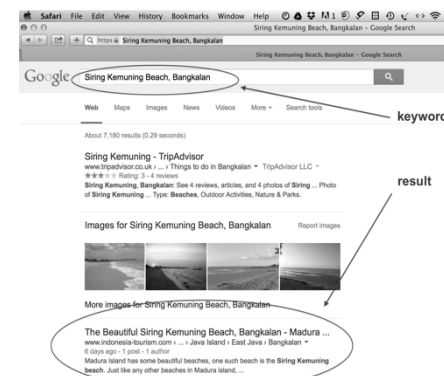 Safari File Edit View History Bookmarks Window Help
Siring Kemuning Beach, Bangkalan – Google Search
Q https Siring Kemuning Beach, Bangkalan
Siring Kemuning Beach, Bangkalan – Google Search
Google Siring Kemuning Beach, Bangkalan
keyword
Web Maps Images News Videos More Search tools
About 7,180 results (0.29 seconds)
Siring Kemuning - TripAdvisor
www.tripadvisor.co.uk › ... › Things to do in Bangkalan TripAdvisor LLC
Rating: 3 - 4 reviews
Siring Kemuning, Bangkalan: See 4 reviews, articles, and 4 photos of Siring ... Photo
of Siring Kemuning ... Type: Beaches, Outdoor Activities, Nature & Parks.
result
Images for Siring Kemuning Beach, Bangkalan Report images
More images for Siring Kemuning Beach, Bangkalan
The Beautiful Siring Kemuning Beach, Bangkalan - Madura ...
www.indonesia-tourism.com › ... › Java Island › East Java › Bangkalan
6 days ago - 1 post - 1 author
Madura Island has some beautiful beaches, one such beach is the Siring Kemuning
beach. Just like any other beaches in Madura island, ...